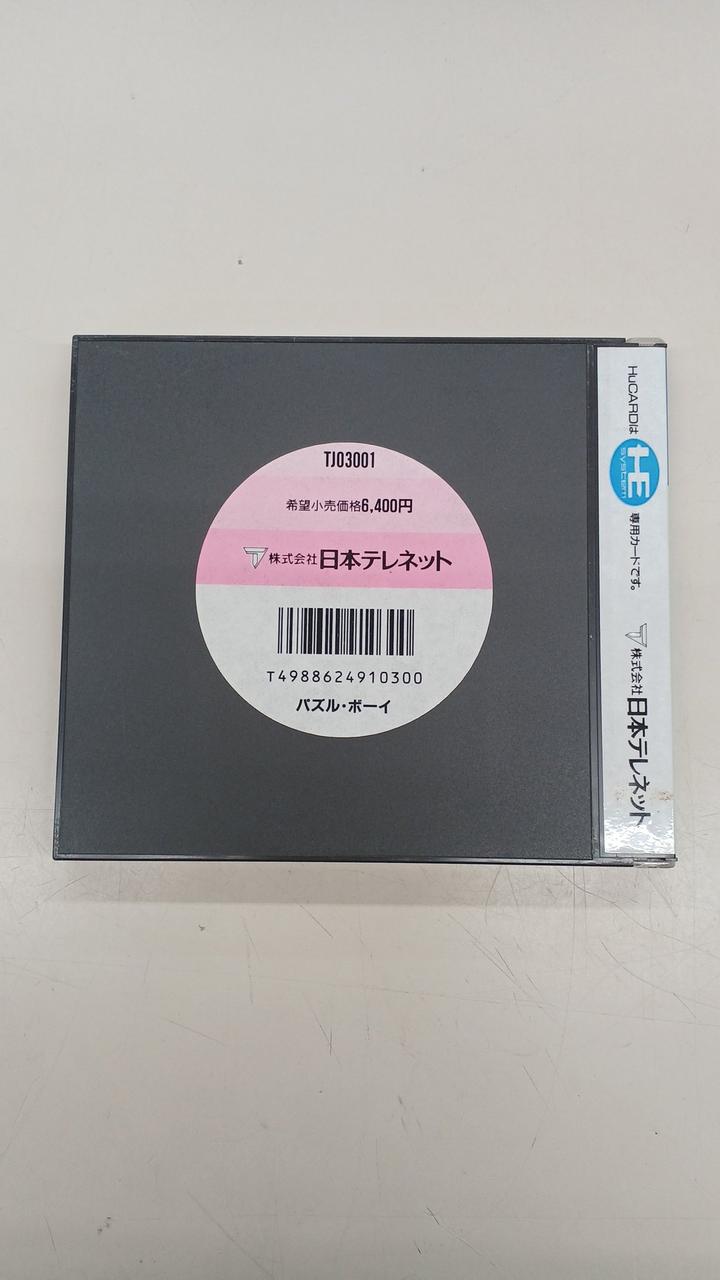 TJ03001
希望小売価格6,400円
株式会社日本テレネット
T4988624910300
パズル・ボーイ
HuCARDは HE system 専用カードです。 株式会社日本テレネット